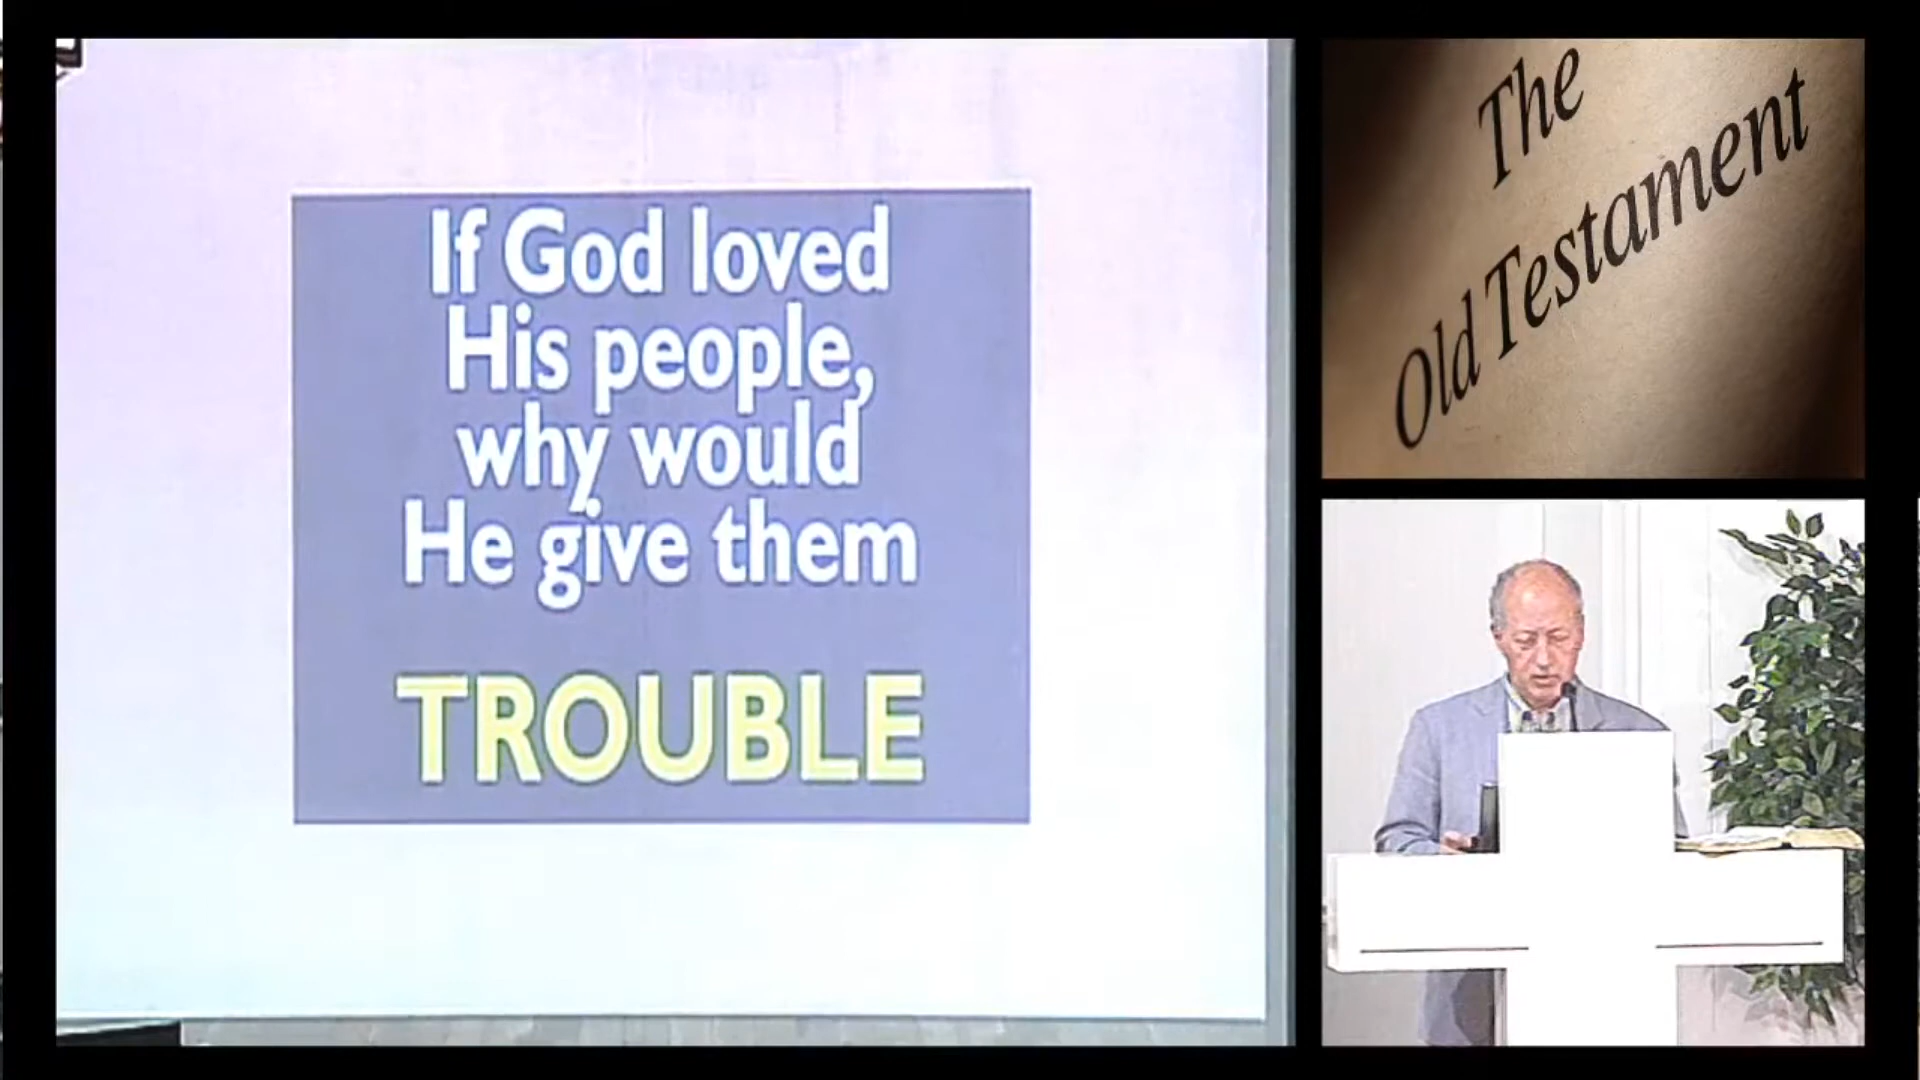 If God loved
His people,
why would
He give them
TROUBLE
The
Old Testament